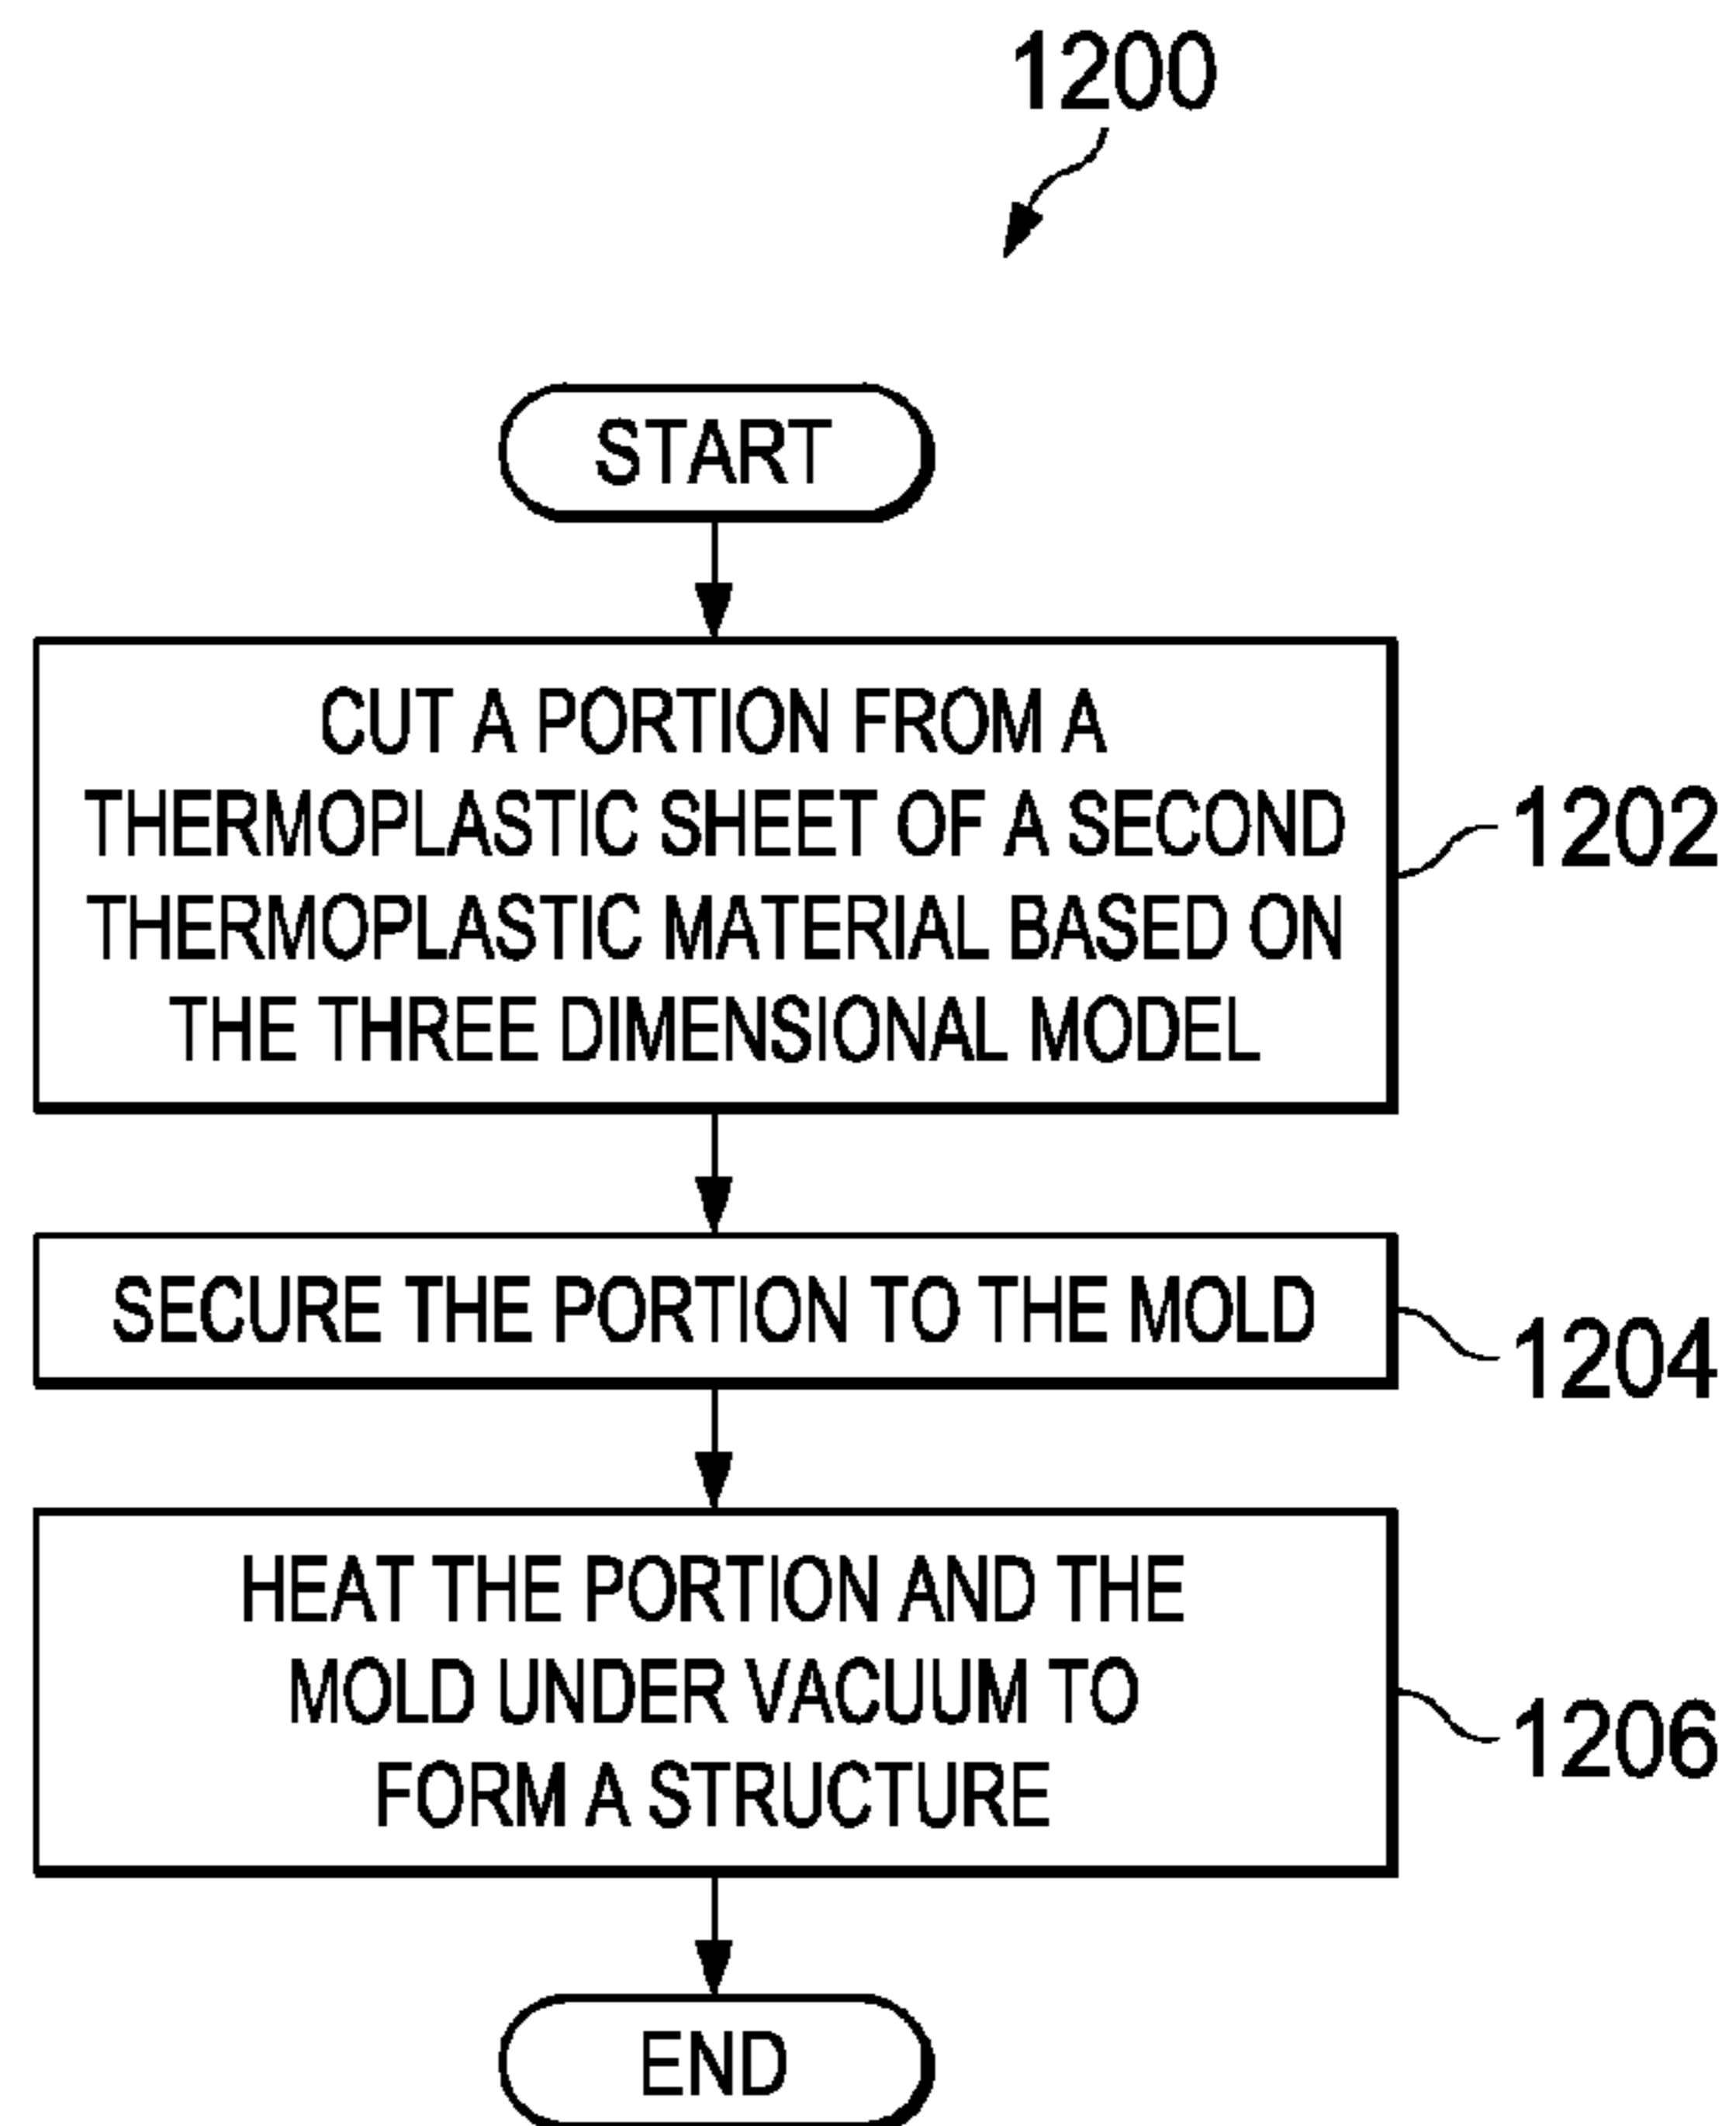 1200
START
CUT A PORTION FROM A
THERMOPLASTIC SHEET OF A SECOND
THERMOPLASTIC MATERIAL BASED ON
THE THREE DIMENSIONAL MODEL
1202
SECURE THE PORTION TO THE MOLD
1204
HEAT THE PORTION AND THE
MOLD UNDER VACUUM TO
FORM A STRUCTURE
1206
END